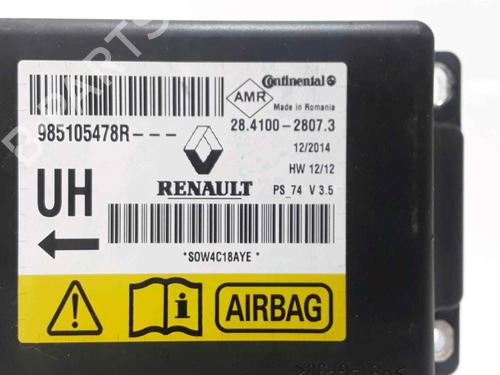 B-PARTS
Continental
AMR
Made in Romania
985105478R---
28.4100-2807.3
12/2014
HW 12/12
UH
RENAULT
PS_74 V 3.5
*S0W4C18AYE *
AIRBAG